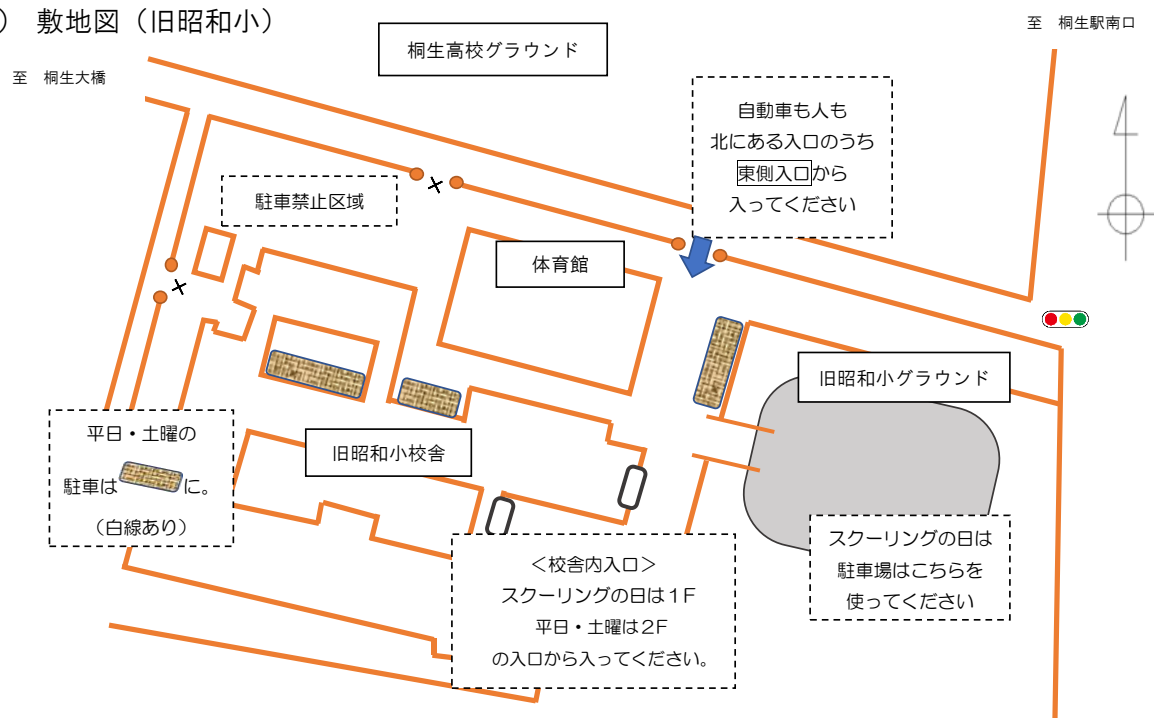 ） 敷地図（旧昭和小）
至 桐生駅南口
桐生高校グラウンド
至 桐生大橋
自動車も人も
北にある入口のうち
東側入口から
入ってください
駐車禁止区域
体育館
旧昭和小グラウンド
平日・土曜の
駐車は に。
（白線あり）
旧昭和小校舎
＜校舎内入口＞
スクーリングの日は１F
平日・土曜は２F
の入口から入ってください。
スクーリングの日は
駐車場はこちらを
使ってください